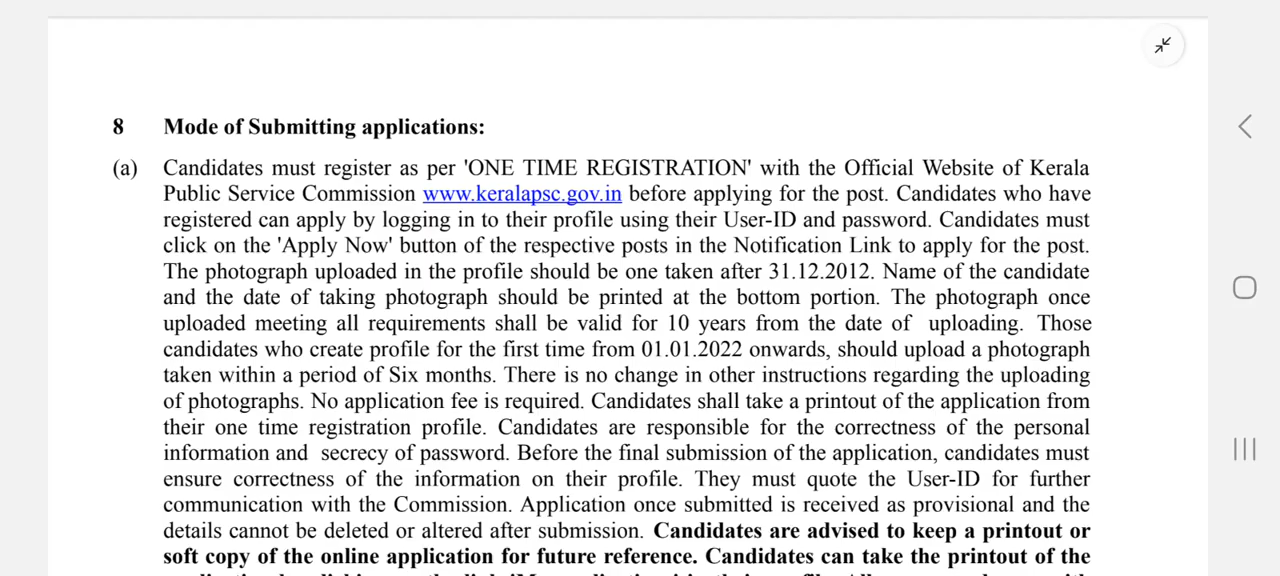 8 Mode of Submitting applications:
(a) Candidates must register as per 'ONE TIME REGISTRATION' with the Official Website of Kerala
Public Service Commission www.keralapsc.gov.in before applying for the post. Candidates who have
registered can apply by logging in to their profile using their User-ID and password. Candidates must
click on the 'Apply Now' button of the respective posts in the Notification Link to apply for the post.
The photograph uploaded in the profile should be one taken after 31.12.2012. Name of the candidate
and the date of taking photograph should be printed at the bottom portion. The photograph once
uploaded meeting all requirements shall be valid for 10 years from the date of uploading. Those
candidates who create profile for the first time from 01.01.2022 onwards, should upload a photograph
taken within a period of Six months. There is no change in other instructions regarding the uploading
of photographs. No application fee is required. Candidates shall take a printout of the application from
their one time registration profile. Candidates are responsible for the correctness of the personal
information and secrecy of password. Before the final submission of the application, candidates must
ensure correctness of the information on their profile. They must quote the User-ID for further
communication with the Commission. Application once submitted is received as provisional and the
details cannot be deleted or altered after submission. Candidates are advised to keep a printout or
soft copy of the online application for future reference. Candidates can take the printout of the